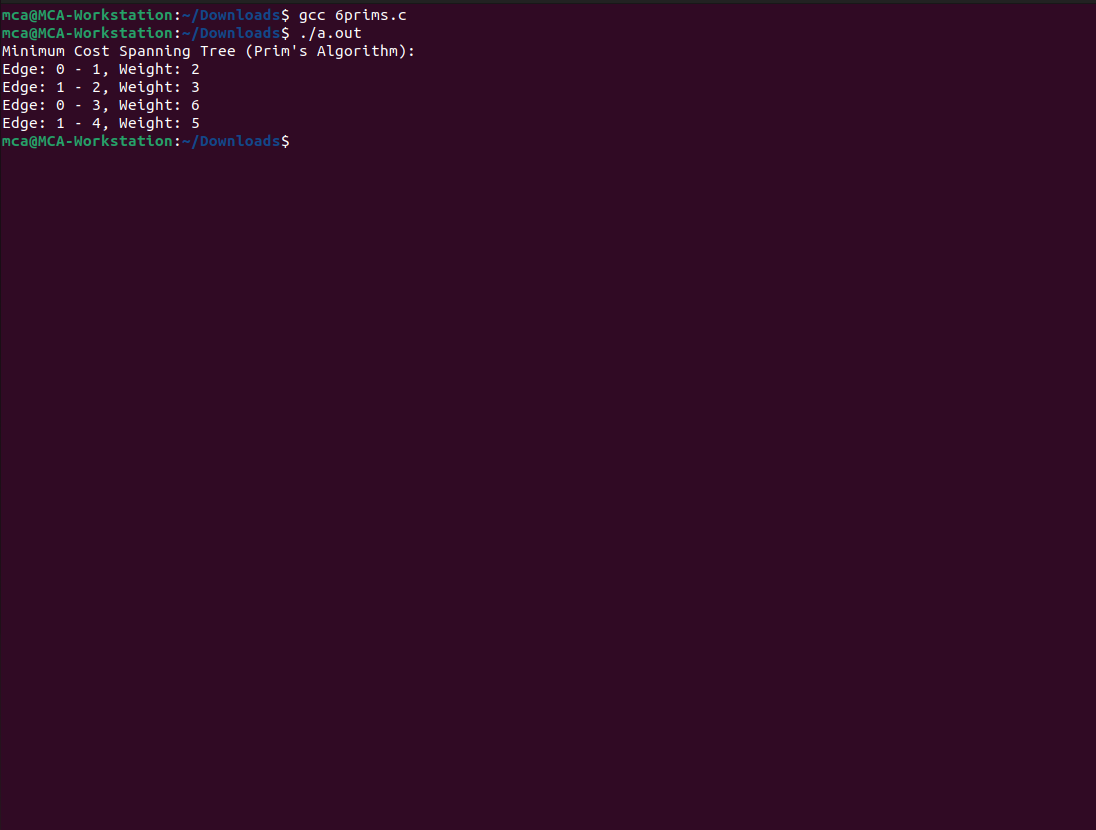 mca@MCA-Workstation:~/Downloads$ gcc 6prims.c
mca@MCA-Workstation:~/Downloads$ ./a.out
Minimum Cost Spanning Tree (Prim's Algorithm):
Edge: 0 - 1, Weight: 2
Edge: 1 - 2, Weight: 3
Edge: 0 - 3, Weight: 6
Edge: 1 - 4, Weight: 5
mca@MCA-Workstation:~/Downloads$